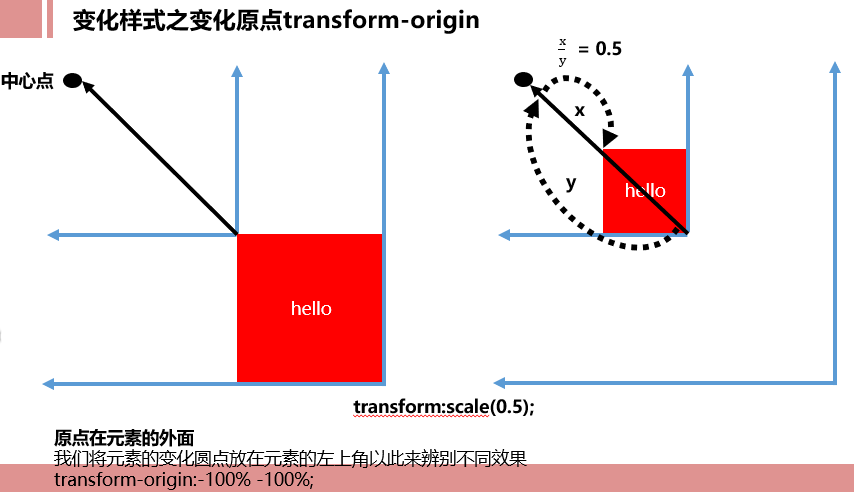 变化样式之变化原点transform-origin
x/y = 0.5
中心点
x
y
hello
hello
transform:scale(0.5);
原点在元素的外面
我们将元素的变化圆点放在元素的左上角以此来辨别不同效果
transform-origin:-100% -100%;